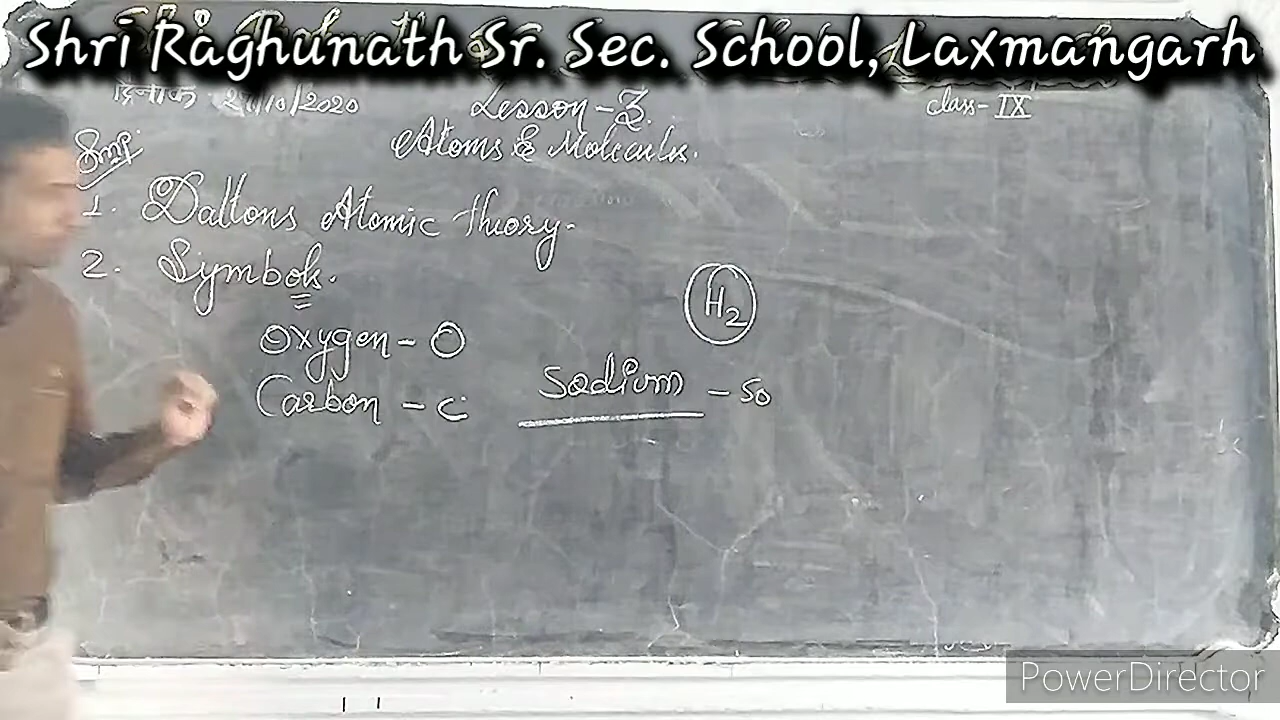 Shri Raghunath Sr. Sec. School, Laxmangarh
दिनांक- 27/10/2020 Lesson-3. class- IX
Atoms & Molecules.
Imp
1. Daltons Atomic theory.
2. Symbols.
H2
Oxygen - O
Carbon - C Sodium - So
PowerDirector